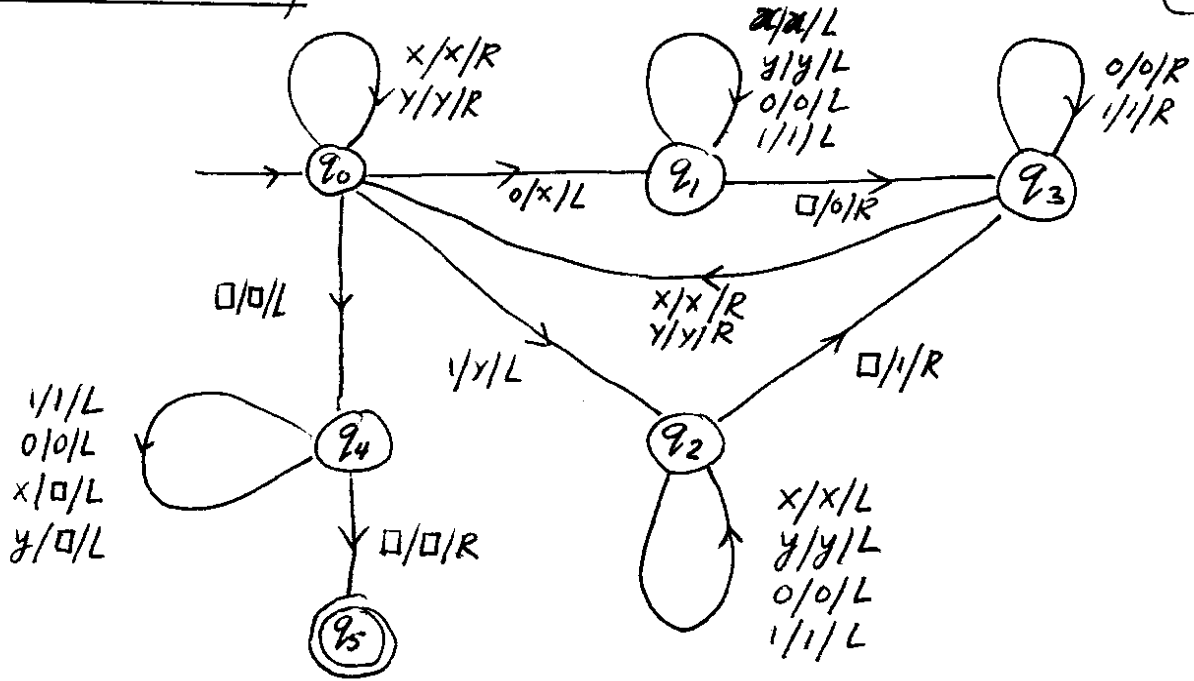 x/x/R
Y/Y/R
x/x/L
y/y/L
0/0/L
1/1/L
0/0/R
1/1/R
q0
q1
q3
0/x/L
□/0/R
□/□/L
x/x/R
Y/Y/R
1/Y/L
□/1/R
1/1/L
0/0/L
x/□/L
y/□/L
q4
q2
□/□/R
x/x/L
y/y/L
0/0/L
1/1/L
q5